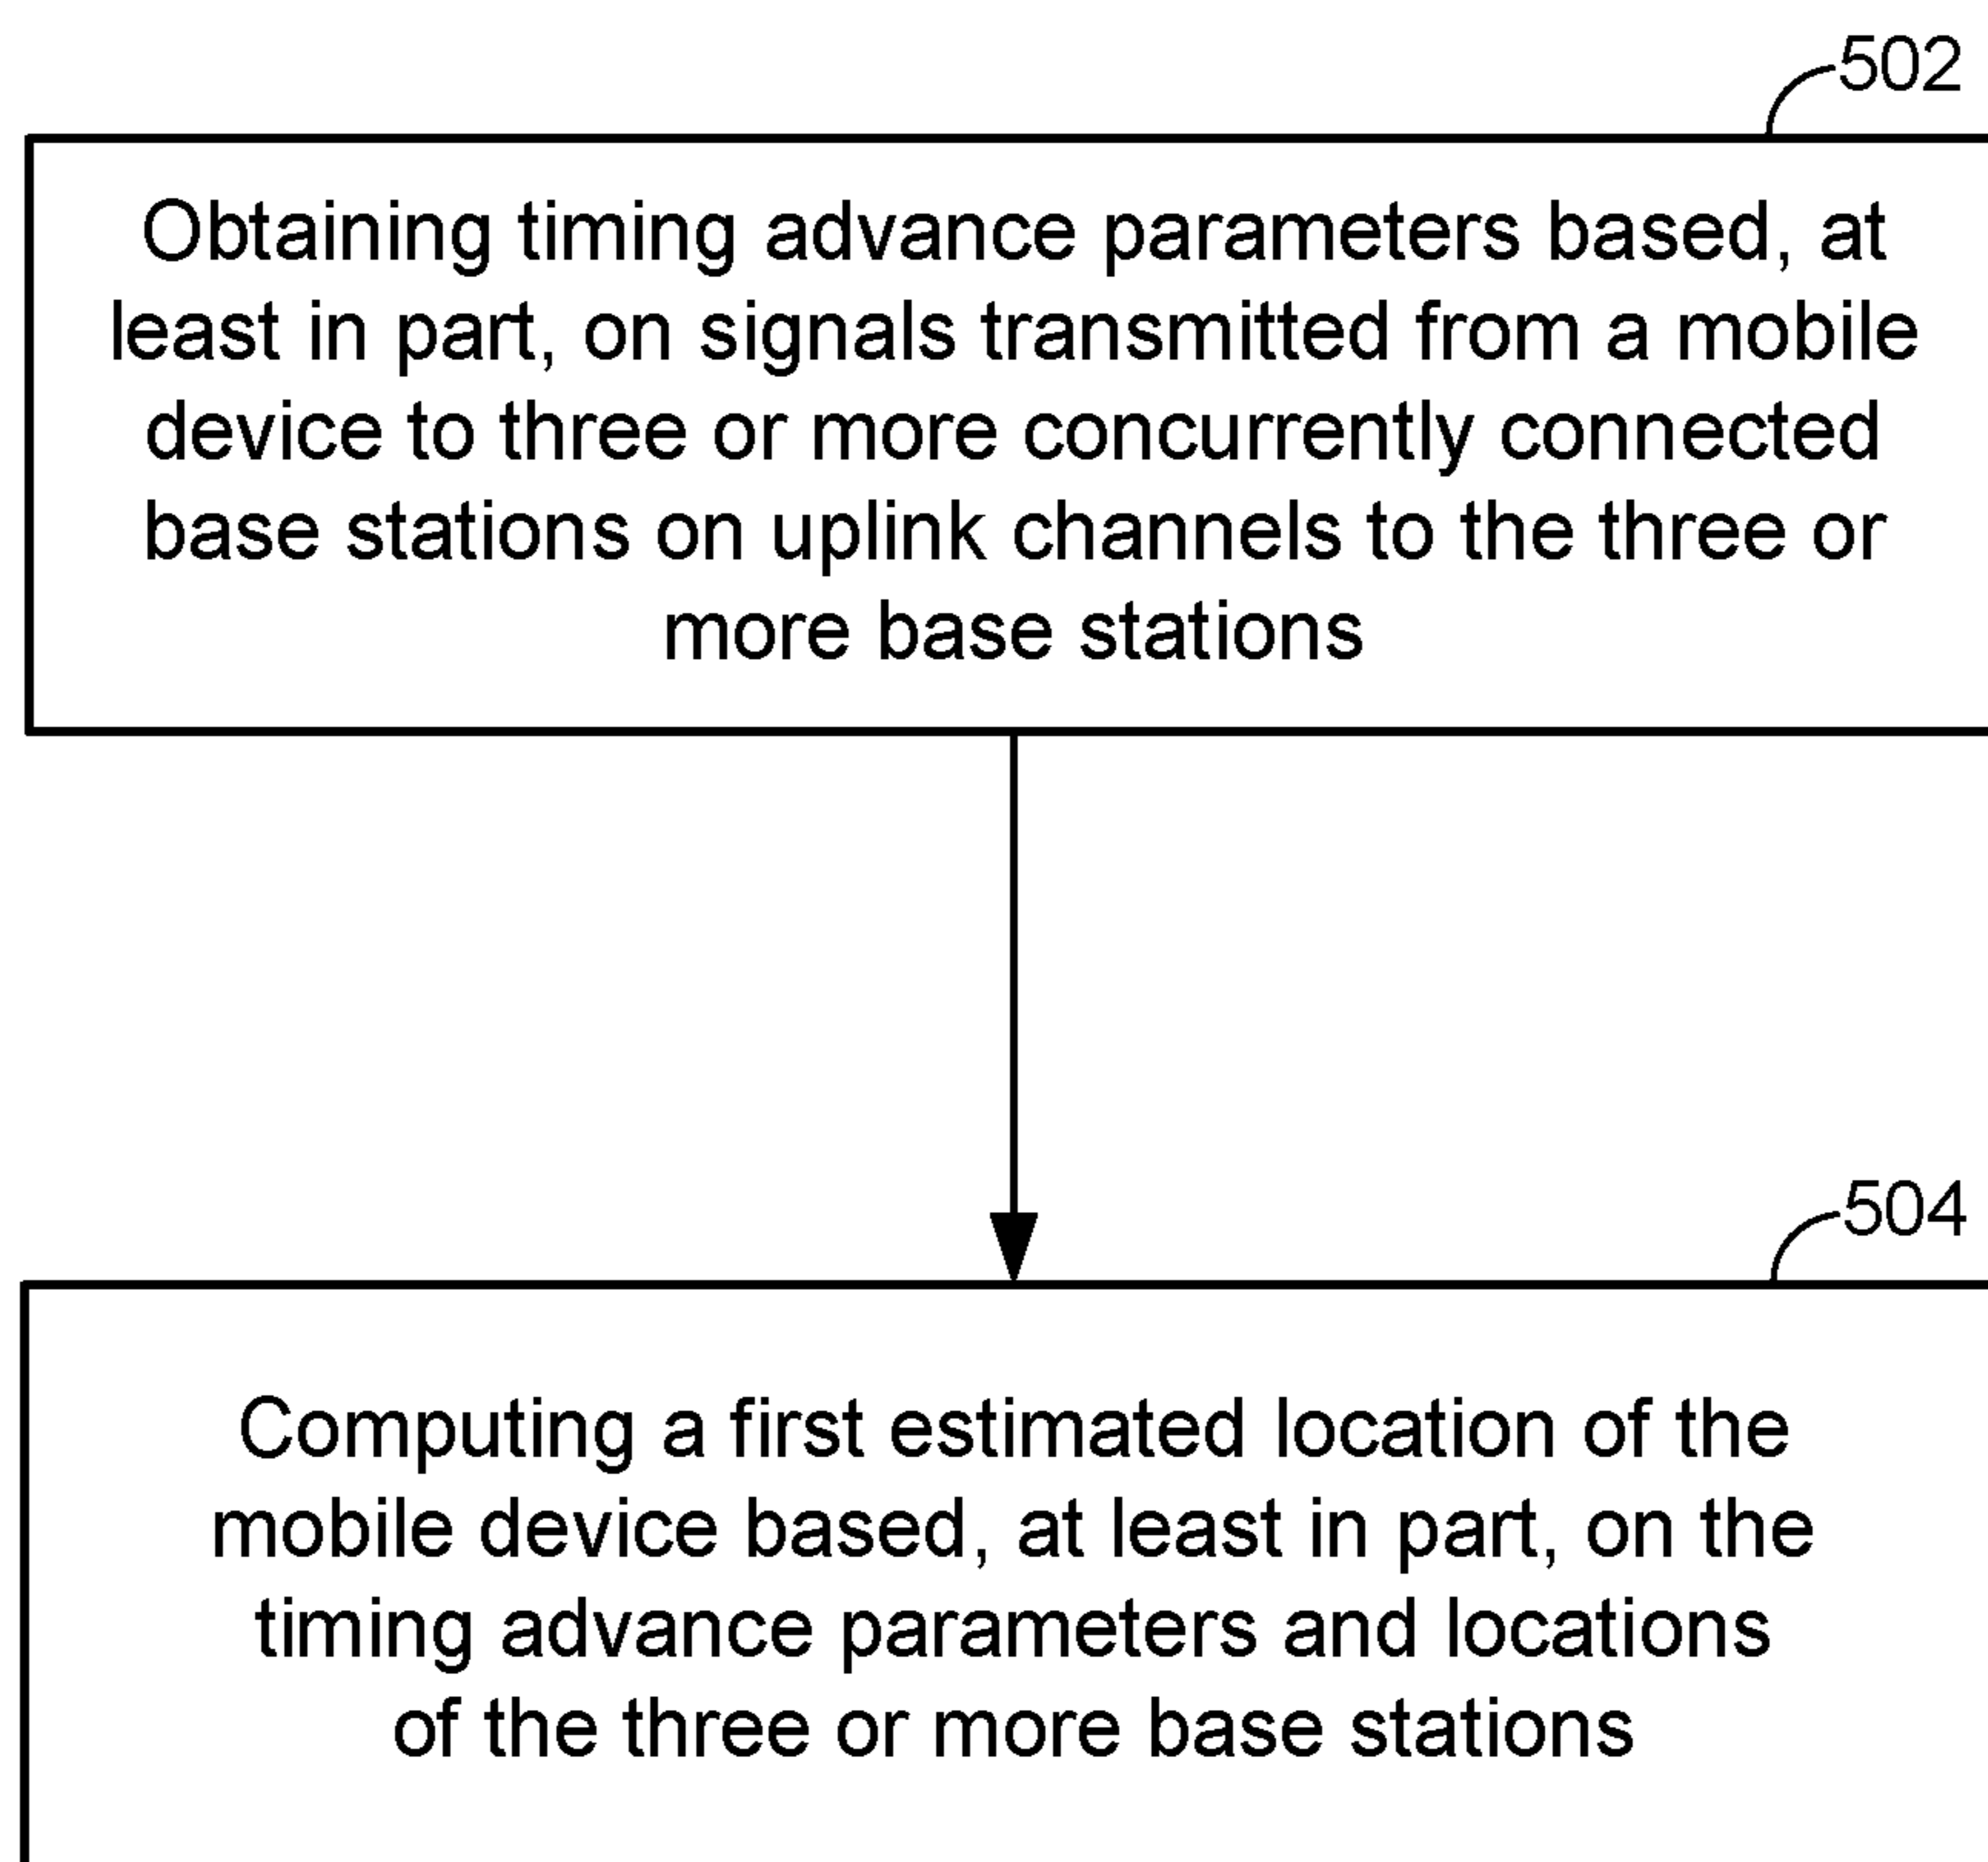 502
Obtaining timing advance parameters based, at
least in part, on signals transmitted from a mobile
device to three or more concurrently connected
base stations on uplink channels to the three or
more base stations
504
Computing a first estimated location of the
mobile device based, at least in part, on the
timing advance parameters and locations
of the three or more base stations